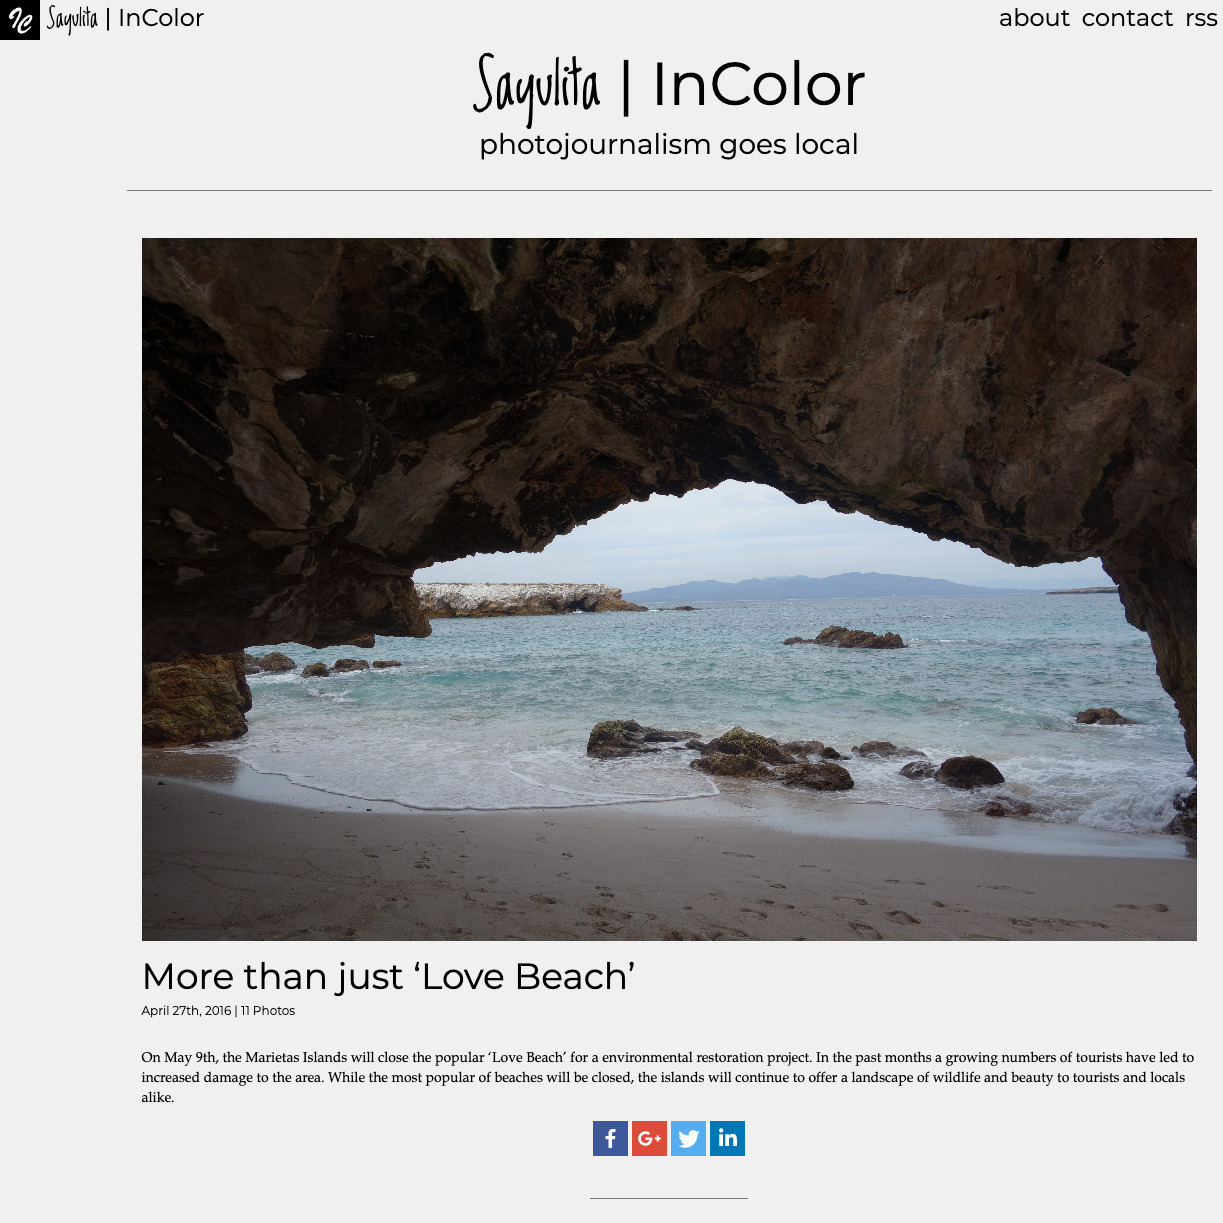 IC Sayulita | InColor
about contact rss
Sayulita | InColor
photojournalism goes local
More than just ‘Love Beach’
April 27th, 2016 | 11 Photos
On May 9th, the Marietas Islands will close the popular ‘Love Beach’ for a environmental restoration project. In the past months a growing numbers of tourists have led to
increased damage to the area. While the most popular of beaches will be closed, the islands will continue to offer a landscape of wildlife and beauty to tourists and locals
alike.
f G+ in